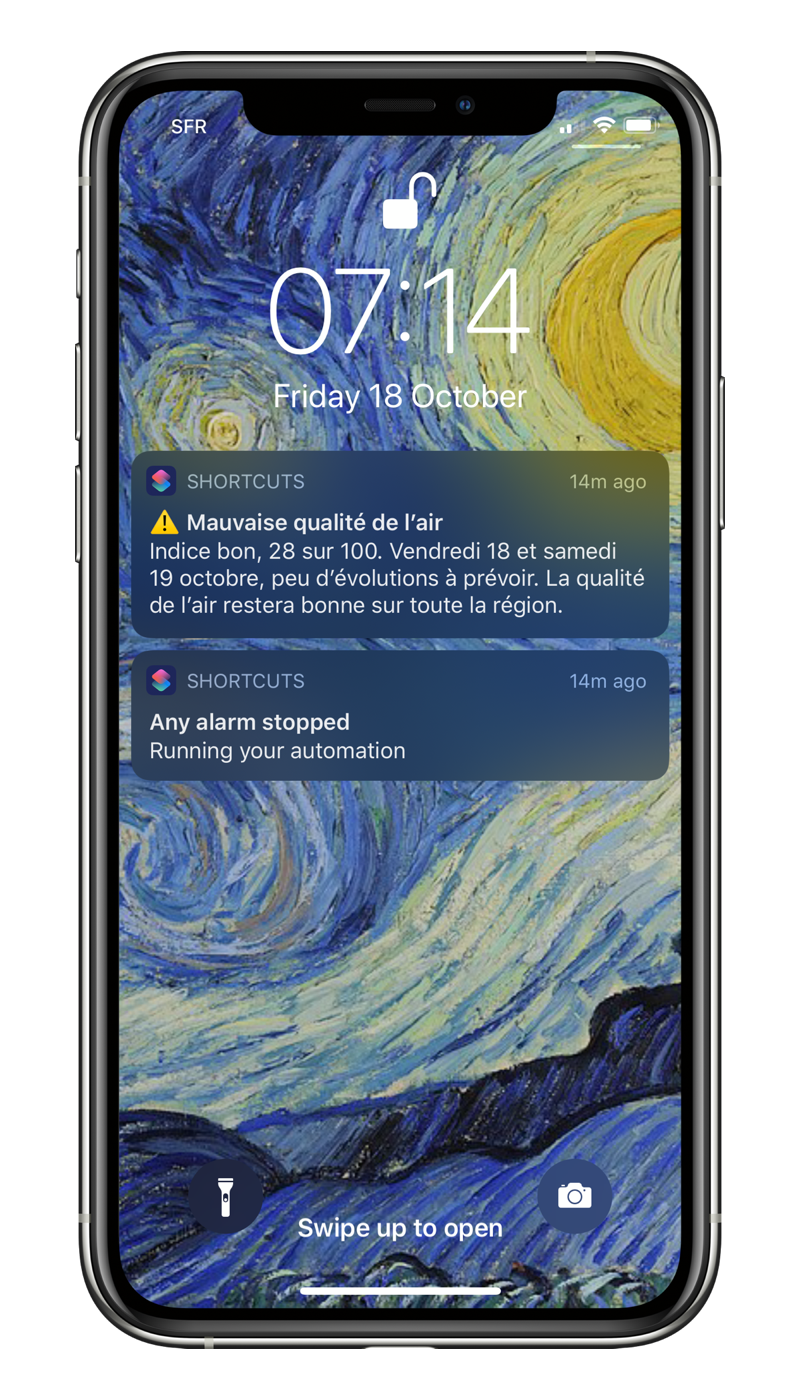 SFR
07:14
Friday 18 October
SHORTCUTS 14m ago
⚠️ Mauvaise qualité de l’air
Indice bon, 28 sur 100. Vendredi 18 et samedi
19 octobre, peu d’évolutions à prévoir. La qualité
de l’air restera bonne sur toute la région.
SHORTCUTS 14m ago
Any alarm stopped
Running your automation
Swipe up to open